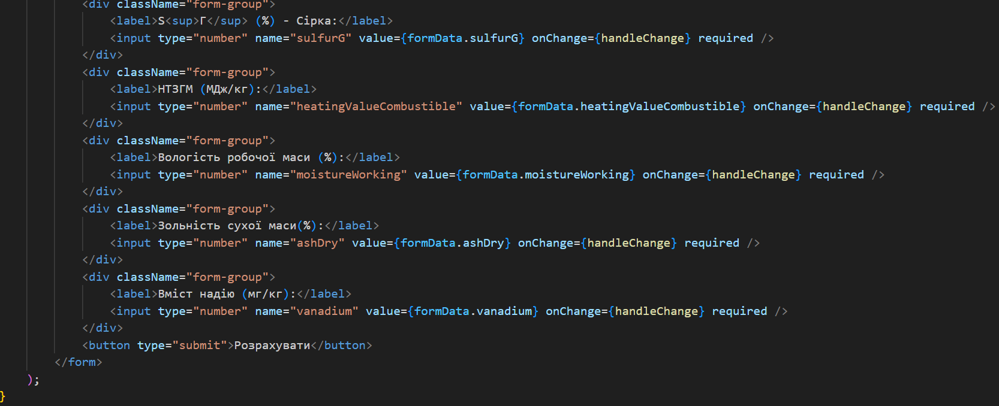 <div className="form-group">
<label>S<sup>Г</sup> (%) - Сірка:</label>
<input type="number" name="sulfurG" value={formData.sulfurG} onChange={handleChange} required />
</div>
<div className="form-group">
<label>НТЗГМ (МДж/кг):</label>
<input type="number" name="heatingValueCombustible" value={formData.heatingValueCombustible} onChange={handleChange} required />
</div>
<div className="form-group">
<label>Вологість робочої маси (%):</label>
<input type="number" name="moistureWorking" value={formData.moistureWorking} onChange={handleChange} required />
</div>
<div className="form-group">
<label>Зольність сухої маси(%):</label>
<input type="number" name="ashDry" value={formData.ashDry} onChange={handleChange} required />
</div>
<div className="form-group">
<label>Вміст надію (мг/кг):</label>
<input type="number" name="vanadium" value={formData.vanadium} onChange={handleChange} required />
</div>
<button type="submit">Розрахувати</button>
</form>
);
}